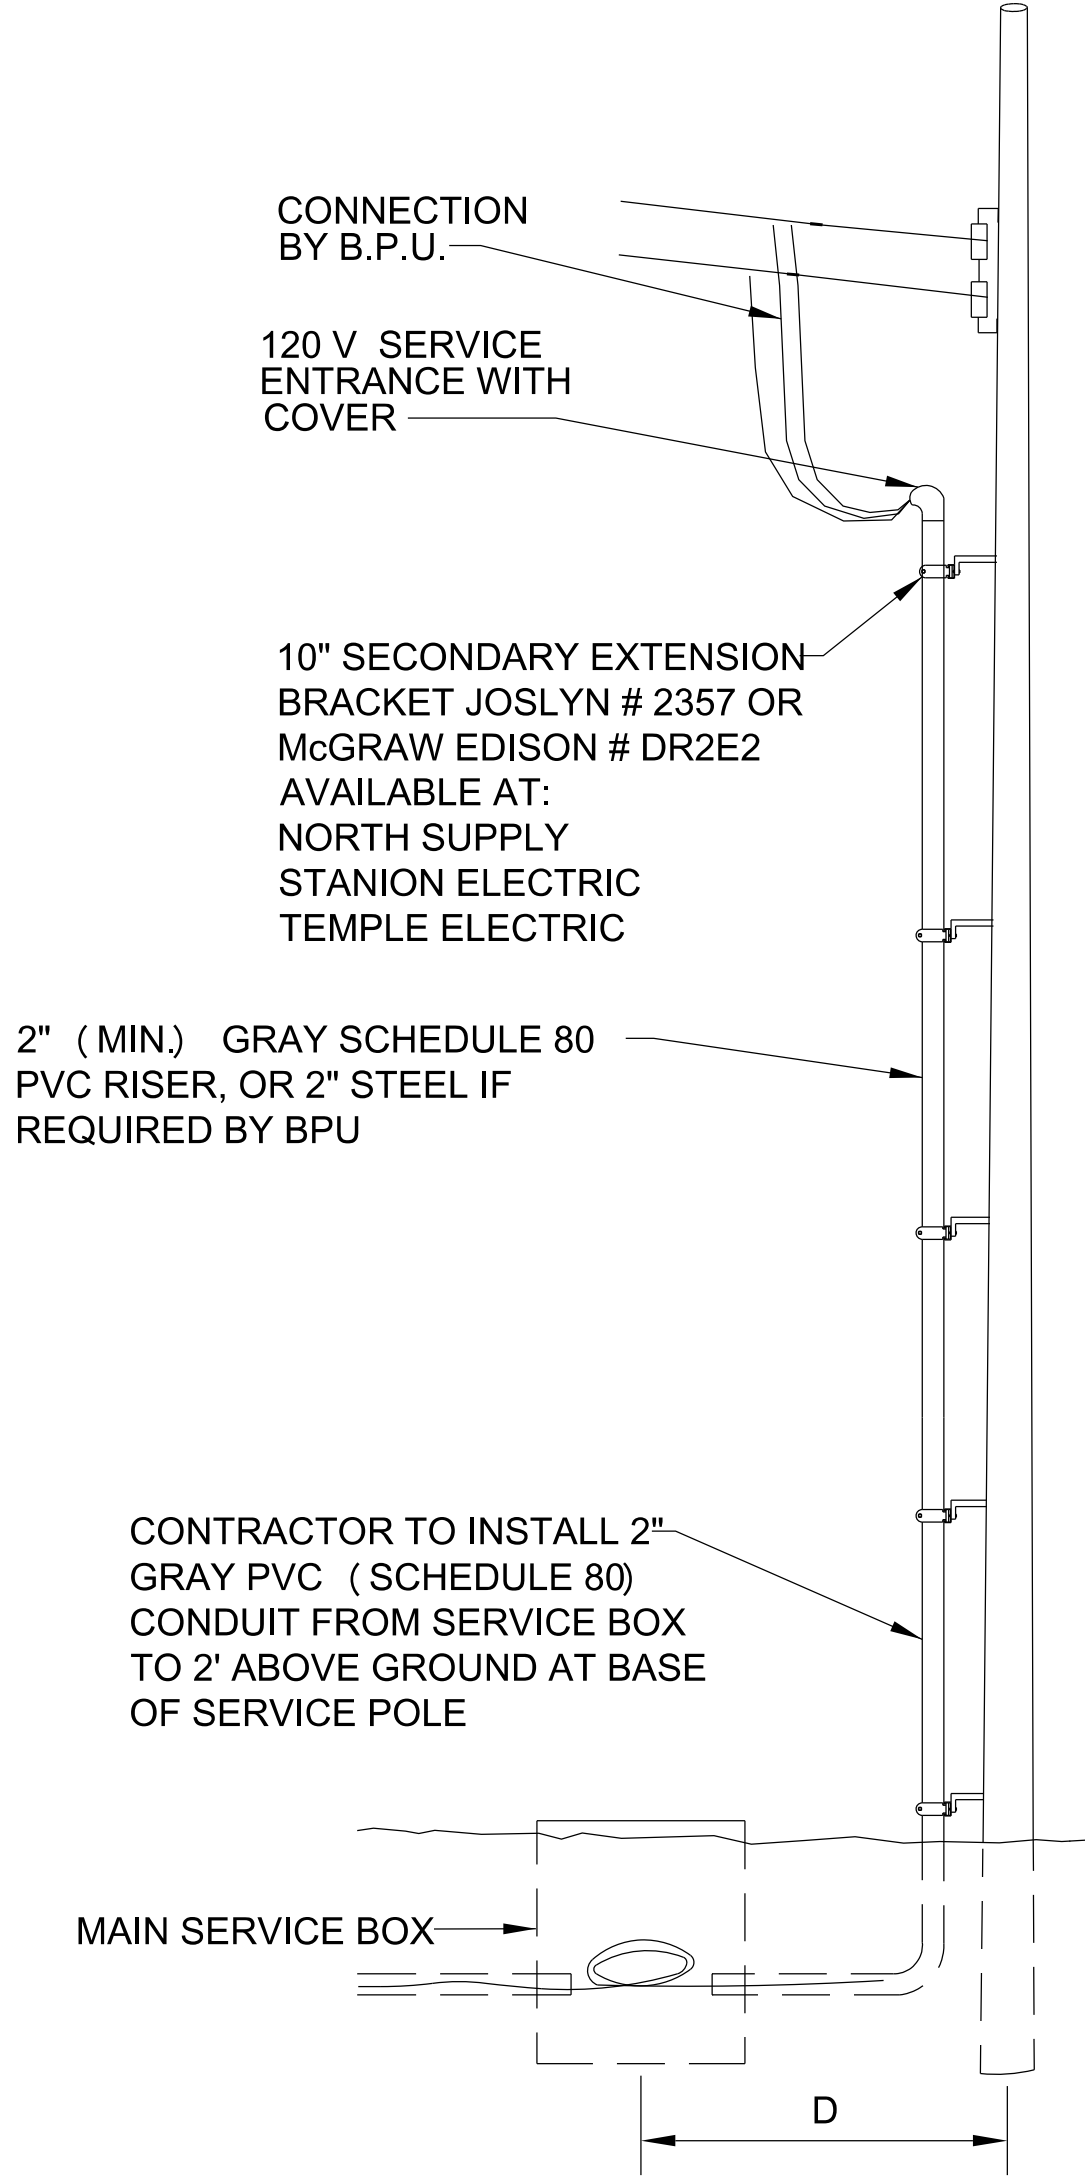 CONNECTION
BY B.P.U.
120 V SERVICE
ENTRANCE WITH
COVER
10" SECONDARY EXTENSION
BRACKET JOSLYN # 2357 OR
McGRAW EDISON # DR2E2
AVAILABLE AT:
NORTH SUPPLY
STANION ELECTRIC
TEMPLE ELECTRIC
2" (MIN.) GRAY SCHEDULE 80
PVC RISER, OR 2" STEEL IF
REQUIRED BY BPU
CONTRACTOR TO INSTALL 2"
GRAY PVC (SCHEDULE 80)
CONDUIT FROM SERVICE BOX
TO 2' ABOVE GROUND AT BASE
OF SERVICE POLE
MAIN SERVICE BOX
D